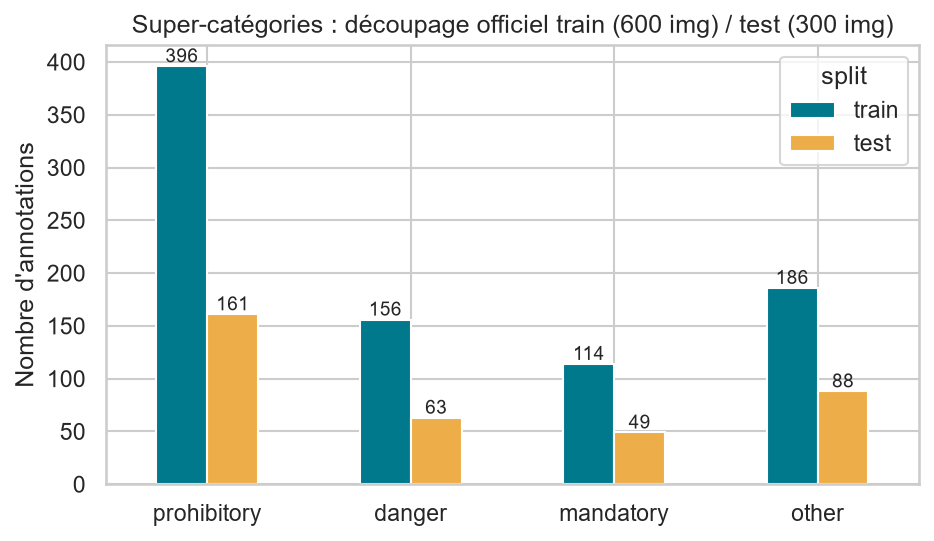 Super-catégories : découpage officiel train (600 img) / test (300 img)
Nombre d'annotations
400
350
300
250
200
150
100
50
0
396
161
156
63
114
49
186
88
prohibitory
danger
mandatory
other
split
train
test